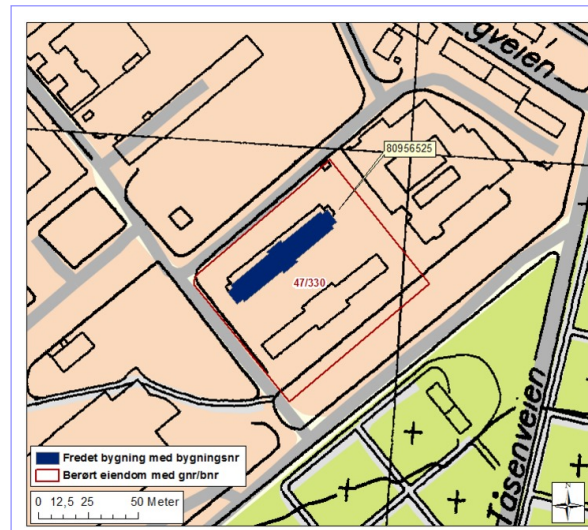 gveien
80956525
47/330
Tåsenveien
Fredet bygning med bygningsnr
Berørt eiendom med gnr/bnr
0 12,5 25 50 Meter